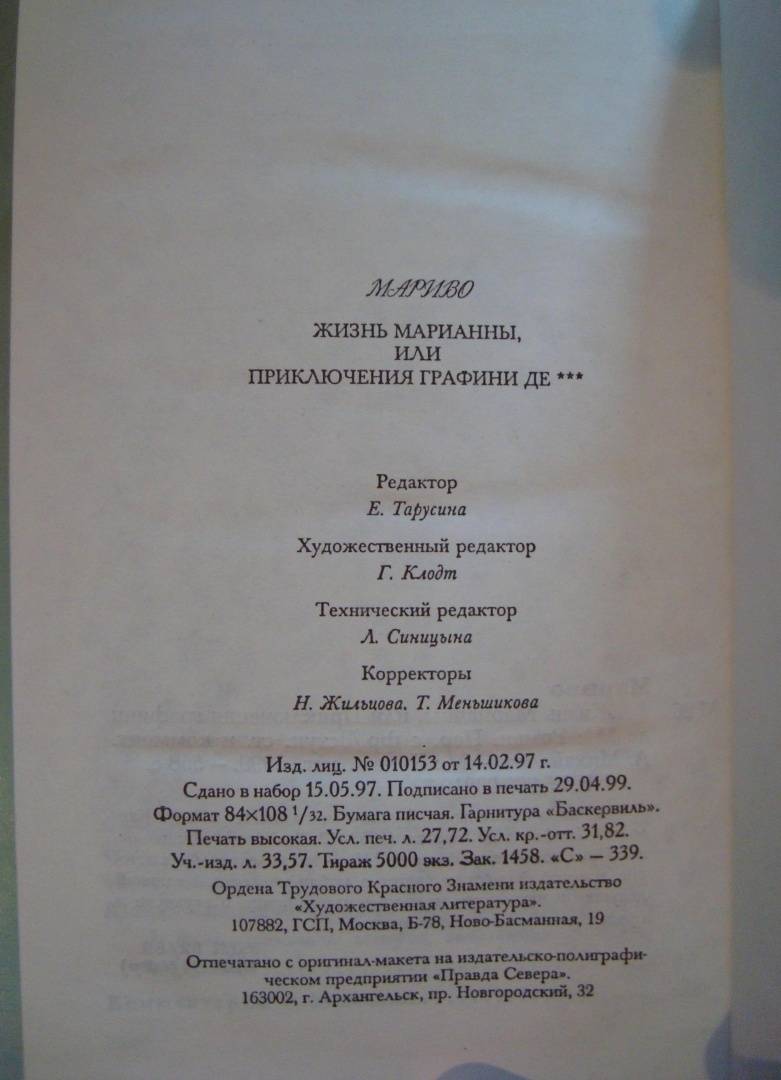 МАРИВО
ЖИЗНЬ МАРИАННЫ,
ИЛИ
ПРИКЛЮЧЕНИЯ ГРАФИНИ ДЕ ***
Редактор
Е. Тарусина
Художественный редактор
Г. Клодт
Технический редактор
Л. Синицына
Корректоры
Н. Жильцова, Т. Меньшикова
Изд. лиц. № 010153 от 14.02.97 г.
Сдано в набор 15.05.97. Подписано в печать 29.04.99.
Формат 84×108 1/32. Бумага писчая. Гарнитура «Баскервиль».
Печать высокая. Усл. печ. л. 27,72. Усл. кр.-отт. 31,82.
Уч.-изд. л. 33,57. Тираж 5000 экз. Зак. 1458. «С» — 339.
Ордена Трудового Красного Знамени издательство
«Художественная литература».
107882, ГСП, Москва, Б-78, Ново-Басманная, 19
Отпечатано с оригинал-макета на издательско-полиграфи-
ческом предприятии «Правда Севера».
163002, г. Архангельск, пр. Новгородский, 32